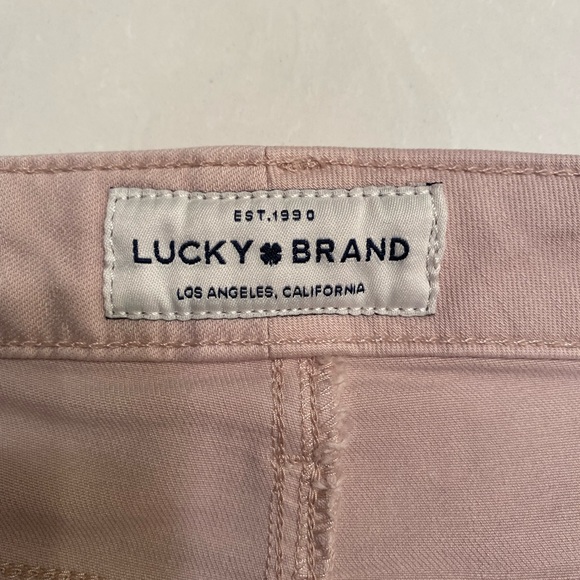 EST.1990
LUCKY BRAND
LOS ANGELES, CALIFORNIA